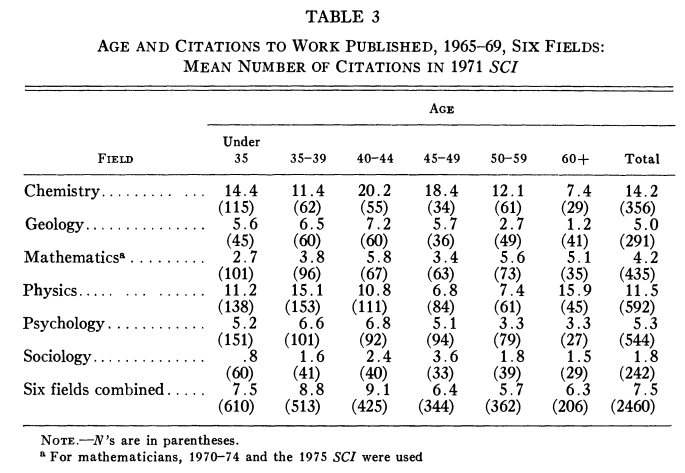 TABLE 3
AGE AND CITATIONS TO WORK PUBLISHED, 1965–69, SIX FIELDS:
MEAN NUMBER OF CITATIONS IN 1971 SCI
AGE
Under
FIELD 35 35–39 40–44 45–49 50–59 60+ Total
Chemistry......... ... 14.4 11.4 20.2 18.4 12.1 7.4 14.2
(115) (62) (55) (34) (61) (29) (356)
Geology............... 5.6 6.5 7.2 5.7 2.7 1.2 5.0
(45) (60) (60) (36) (49) (41) (291)
Mathematicsᵃ ......... 2.7 3.8 5.8 3.4 5.6 5.1 4.2
(101) (96) (67) (63) (73) (35) (435)
Physics..... ... ....... 11.2 15.1 10.8 6.8 7.4 15.9 11.5
(138) (153) (111) (84) (61) (45) (592)
Psychology............ 5.2 6.6 6.8 5.1 3.3 3.3 5.3
(151) (101) (92) (94) (79) (27) (544)
Sociology.............. .8 1.6 2.4 3.6 1.8 1.5 1.8
(60) (41) (40) (33) (39) (29) (242)
Six fields combined..... 7.5 8.8 9.1 6.4 5.7 6.3 7.5
(610) (513) (425) (344) (362) (206) (2460)
NOTE.—N's are in parentheses.
ᵃ For mathematicians, 1970–74 and the 1975 SCI were used